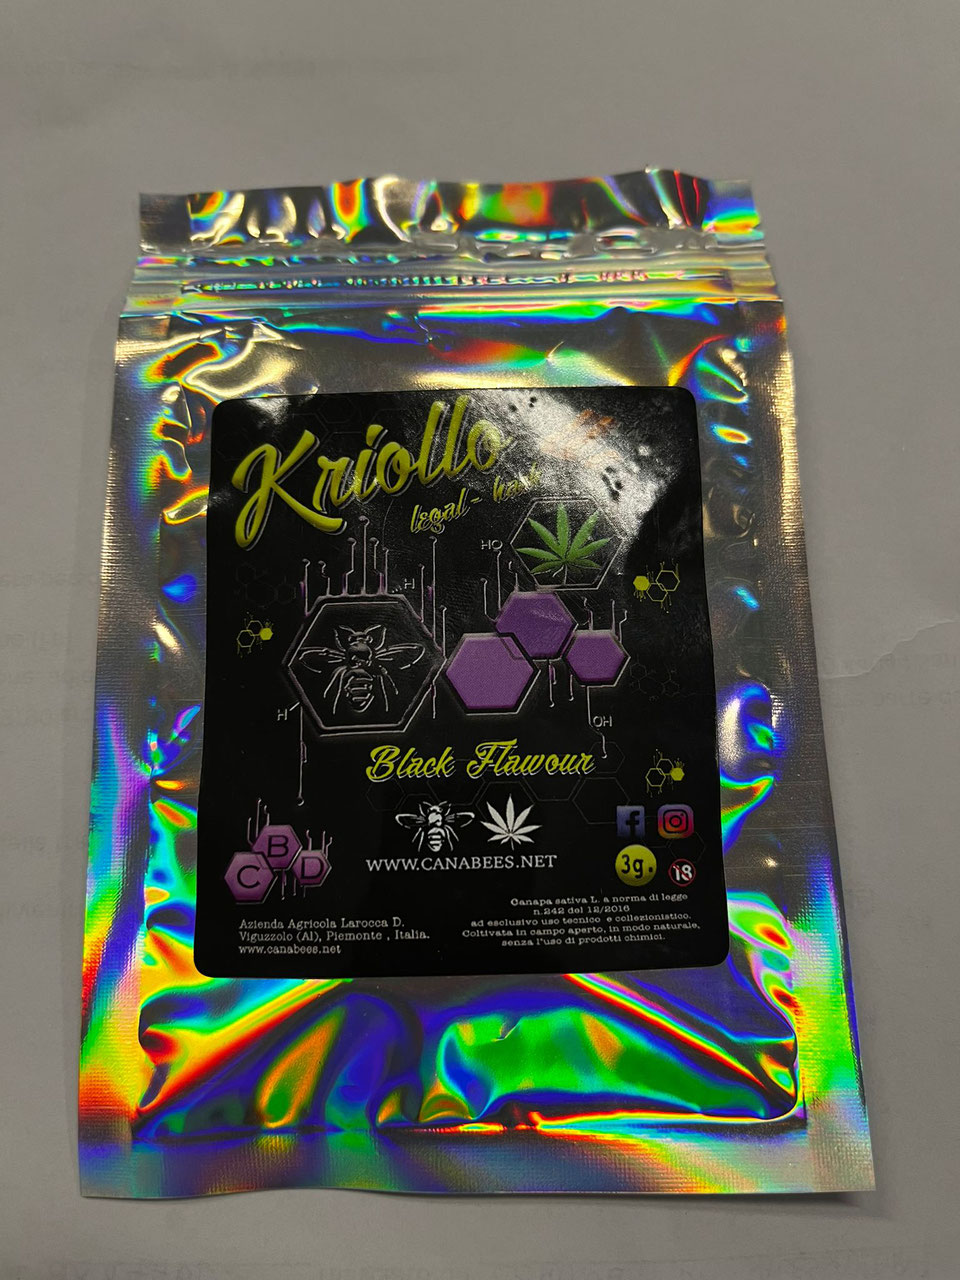 Kriollo
legal - hash
HO
H
H
OH
Black Flavour
WWW.CANABEES.NET
3g.
18
C B D
Azienda Agricola Larocca D.
Viguzzolo (Al), Piemonte , Italia.
www.canabees.net
Canapa sativa L. a norma di legge
n.242 del 12/2016
ad esclusivo uso tecnico e collezionistico.
Coltivata in campo aperto, in modo naturale,
senza l'uso di prodotti chimici.